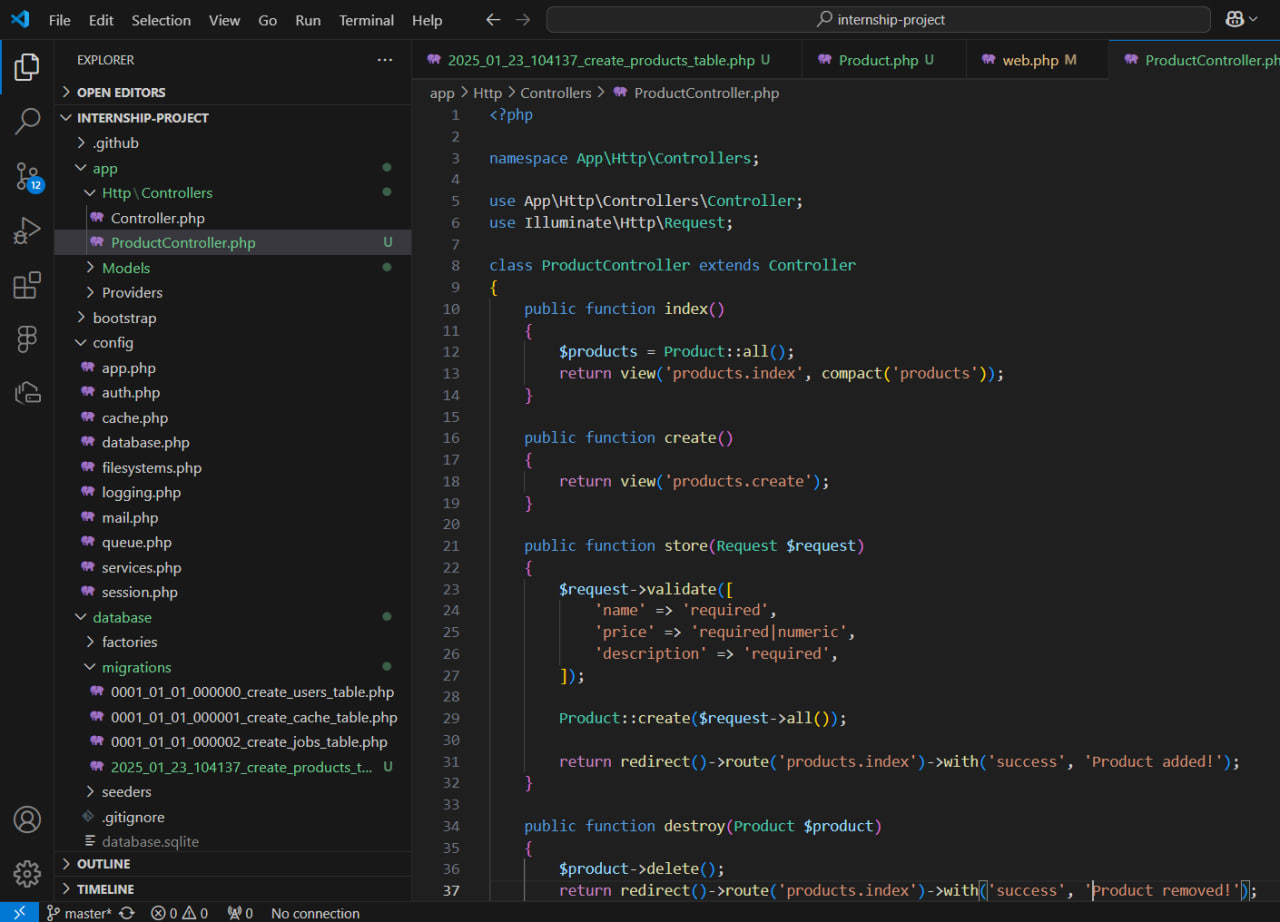 File Edit Selection View Go Run Terminal Help
internship-project
EXPLORER
OPEN EDITORS
INTERNSHIP-PROJECT
.github
app
Http\Controllers
Controller.php
ProductController.php U
Models
Providers
bootstrap
config
app.php
auth.php
cache.php
database.php
filesystems.php
logging.php
mail.php
queue.php
services.php
session.php
database
factories
migrations
0001_01_01_000000_create_users_table.php
0001_01_01_000001_create_cache_table.php
0001_01_01_000002_create_jobs_table.php
2025_01_23_104137_create_products_t... U
seeders
.gitignore
database.sqlite
OUTLINE
TIMELINE
12
2025_01_23_104137_create_products_table.php U
Product.php U
web.php M
ProductController.ph
app > Http > Controllers > ProductController.php
1 <?php
2
3 namespace App\Http\Controllers;
4
5 use App\Http\Controllers\Controller;
6 use Illuminate\Http\Request;
7
8 class ProductController extends Controller
9 {
10     public function index()
11     {
12         $products = Product::all();
13         return view('products.index', compact('products'));
14     }
15
16     public function create()
17     {
18         return view('products.create');
19     }
20
21     public function store(Request $request)
22     {
23         $request->validate([
24             'name' => 'required',
25             'price' => 'required|numeric',
26             'description' => 'required',
27         ]);
28
29         Product::create($request->all());
30
31         return redirect()->route('products.index')->with('success', 'Product added!');
32     }
33
34     public function destroy(Product $product)
35     {
36         $product->delete();
37         return redirect()->route('products.index')->with('success', 'Product removed!');
master* 0 0 0 No connection